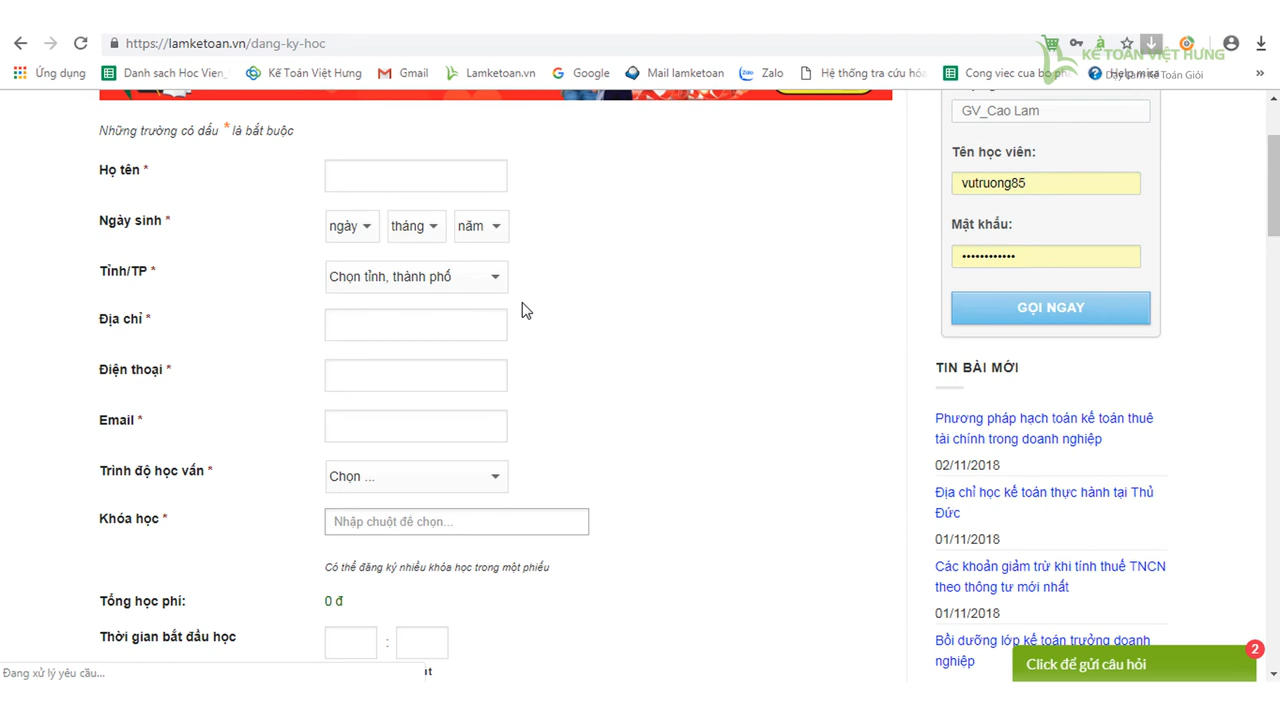 https://lamketoan.vn/dang-ky-hoc
KẾ TOÁN VIỆT HƯNG
Dạy Làm Kế Toán Giỏi
Ứng dụng
Danh sach Hoc Vien_
Kế Toán Việt Hưng
Gmail
Lamketoan.vn
Google
Mail lamketoan
Zalo
Hệ thống tra cứu hóa
Cong viec cua bo
Những trường có dấu * là bắt buộc
Họ tên *
Ngày sinh *
ngày
tháng
năm
Tỉnh/TP *
Chọn tỉnh, thành phố
Địa chỉ *
Điện thoại *
Email *
Trình độ học vấn *
Chọn ...
Khóa học *
Nhập chuột để chọn...
Có thể đăng ký nhiều khóa học trong một phiếu
Tổng học phí:
0 đ
Thời gian bắt đầu học
:
Đang xử lý yêu cầu...
GV_Cao Lam
Tên học viên:
vutruong85
Mật khẩu:
••••••••••••
GỌI NGAY
TIN BÀI MỚI
Phương pháp hạch toán kế toán thuê
tài chính trong doanh nghiệp
02/11/2018
Địa chỉ học kế toán thực hành tại Thủ
Đức
01/11/2018
Các khoản giảm trừ khi tính thuế TNCN
theo thông tư mới nhất
01/11/2018
Bồi dưỡng lớp kế toán trưởng doanh
nghiệp
2
Click để gửi câu hỏi